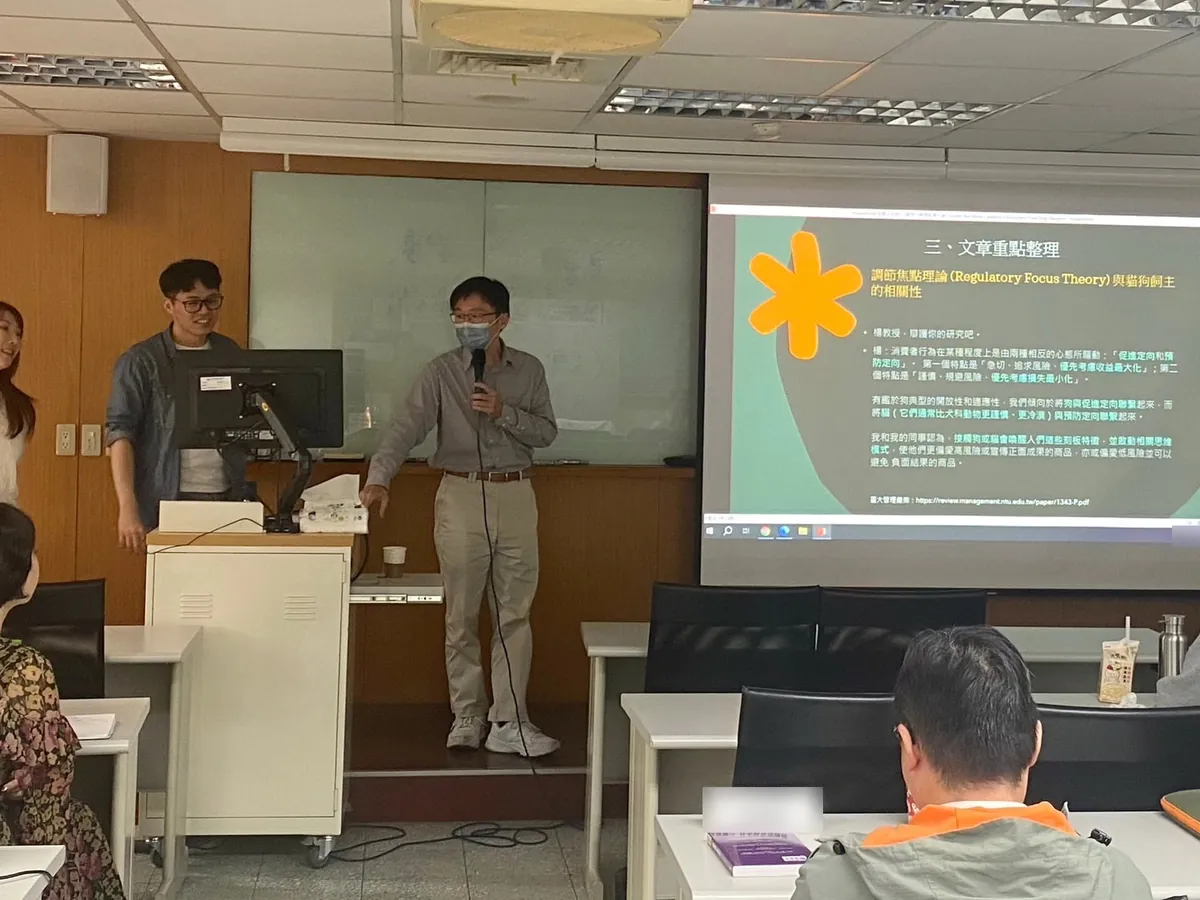 三、文章重點整理
調節焦點理論 (Regulatory Focus Theory) 與貓狗飼主
的相關性
• 楊教授，辯護你的研究吧。
• 楊：消費者行為在某種程度上是由兩種相反的心態所驅動：「促進定向和預
防定向」。 第一個特點是「急切、追求風險、優先考慮收益最大化」；第二
個特點是「謹慎、規避風險、優先考慮損失最小化」。
有鑑於狗典型的開放性和適應性，我們傾向於將狗與促進定向聯繫起來，而
將貓（它們通常比犬科動物更謹慎、更冷漠）與預防定向聯繫起來。
我和我的同事認為，接觸狗或貓會喚醒人們這些刻板特徵，並啟動相關思維
模式，使他們更偏愛高風險或宣傳正面成果的商品，亦或偏愛低風險並可以
避免 負面結果的商品。
臺大管理論叢：https://review.management.ntu.edu.tw/paper/1343-P.pdf